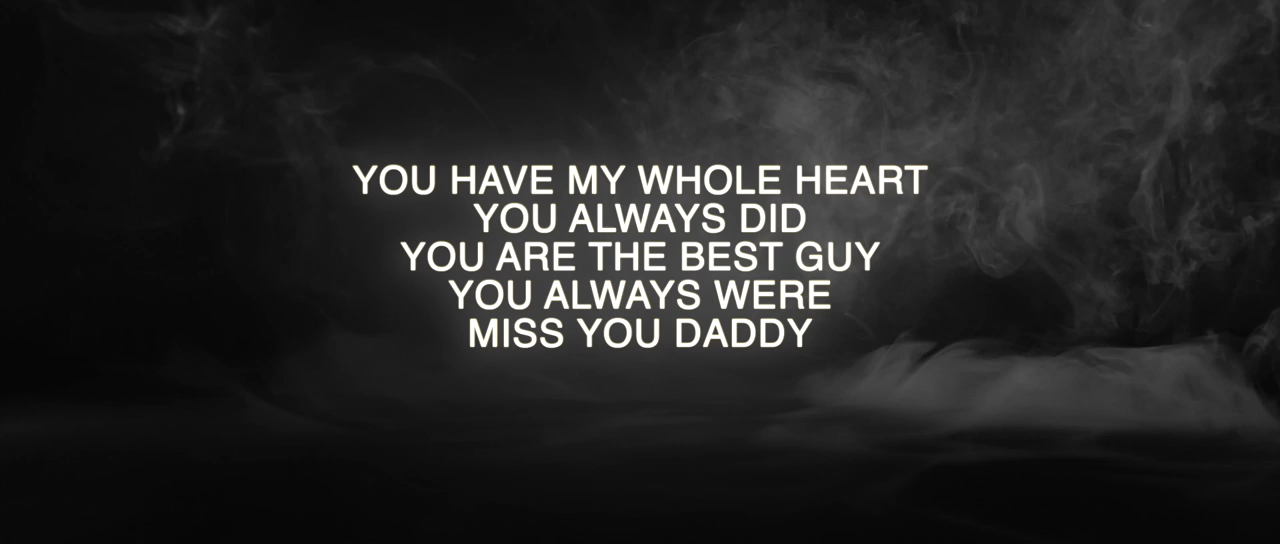 YOU HAVE MY WHOLE HEART
YOU ALWAYS DID
YOU ARE THE BEST GUY
YOU ALWAYS WERE
MISS YOU DADDY